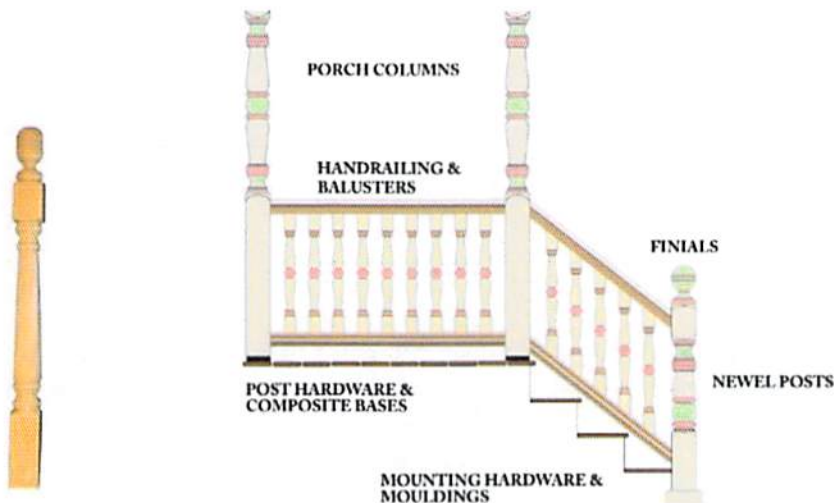 PORCH COLUMNS
HANDRAILING &
BALUSTERS
FINIALS
NEWEL POSTS
POST HARDWARE &
COMPOSITE BASES
MOUNTING HARDWARE &
MOULDINGS